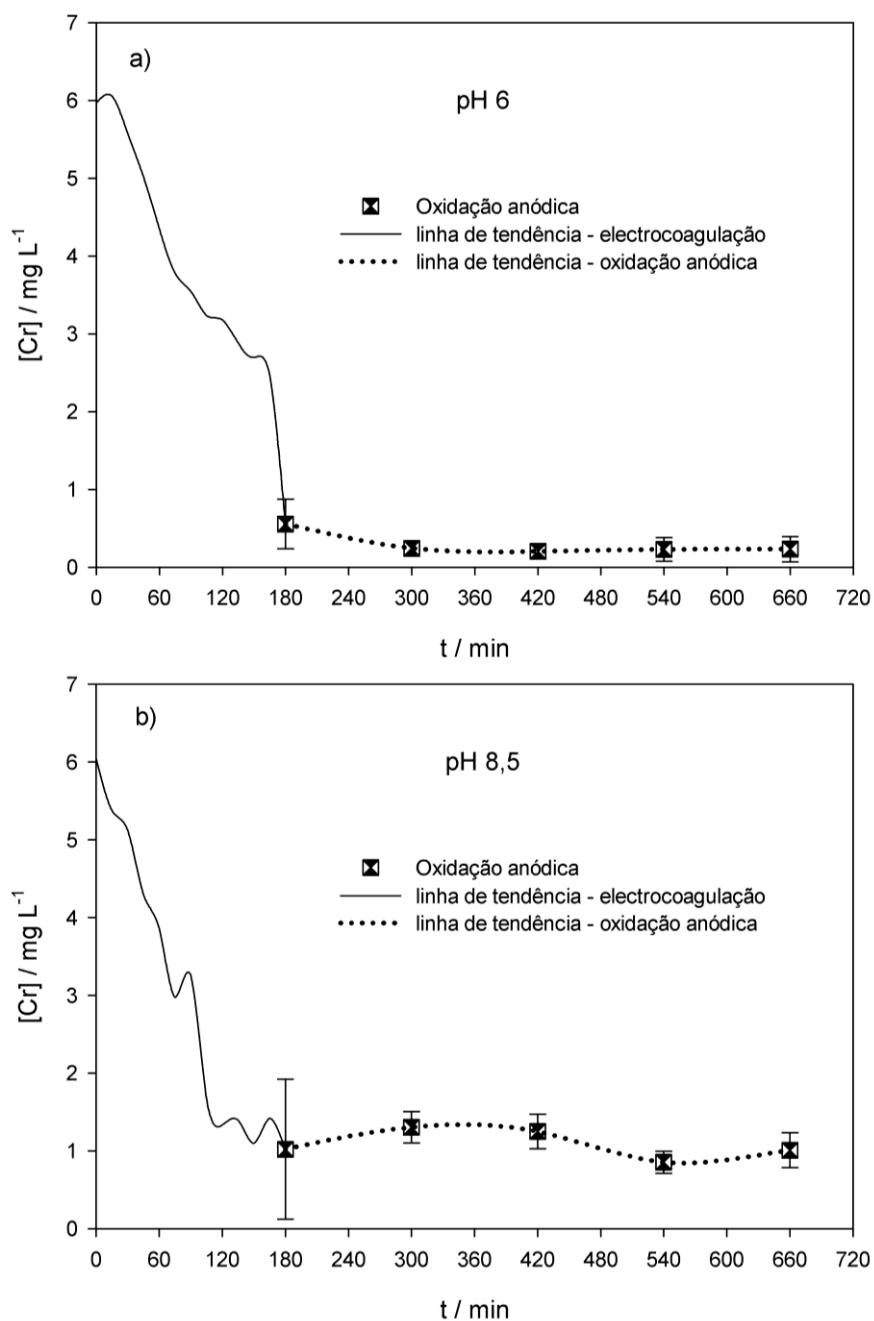 a)
pH 6
Oxidação anódica
linha de tendência - electrocoagulação
linha de tendência - oxidação anódica
[Cr] / mg L⁻¹
7
6
5
4
3
2
1
0
0 60 120 180 240 300 360 420 480 540 600 660 720
t / min
b)
pH 8,5
Oxidação anódica
linha de tendência - electrocoagulação
linha de tendência - oxidação anódica
[Cr] / mg L⁻¹
7
6
5
4
3
2
1
0
0 60 120 180 240 300 360 420 480 540 600 660 720
t / min